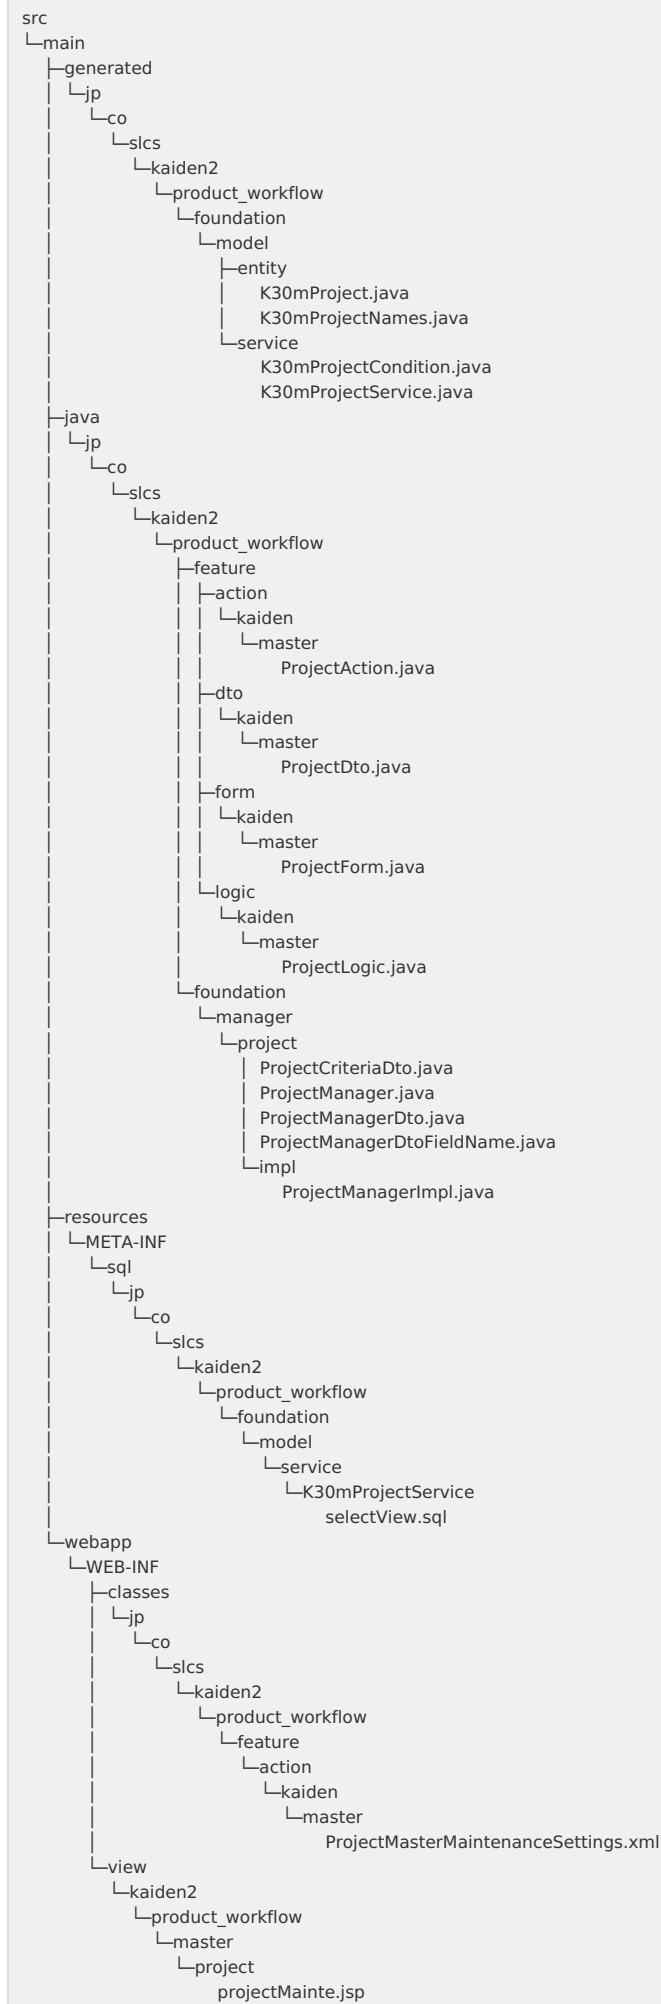 src
└─main
├─generated
│ └─jp
│ └─co
│ └─slcs
│ └─kaiden2
│ └─product_workflow
│ └─foundation
│ └─model
│ ├─entity
│ │ K30mProject.java
│ │ K30mProjectNames.java
│ └─service
│ K30mProjectCondition.java
│ K30mProjectService.java
├─java
│ └─jp
│ └─co
│ └─slcs
│ └─kaiden2
│ └─product_workflow
│ ├─feature
│ │ ├─action
│ │ │ └─kaiden
│ │ │ └─master
│ │ │ ProjectAction.java
│ │ ├─dto
│ │ │ └─kaiden
│ │ │ └─master
│ │ │ ProjectDto.java
│ │ ├─form
│ │ │ └─kaiden
│ │ │ └─master
│ │ │ ProjectForm.java
│ │ └─logic
│ │ └─kaiden
│ │ └─master
│ │ ProjectLogic.java
│ └─foundation
│ └─manager
│ └─project
│ │ ProjectCriteriaDto.java
│ │ ProjectManager.java
│ │ ProjectManagerDto.java
│ │ ProjectManagerDtoFieldName.java
│ └─impl
│ ProjectManagerImpl.java
├─resources
│ └─META-INF
│ └─sql
│ └─jp
│ └─co
│ └─slcs
│ └─kaiden2
│ └─product_workflow
│ └─foundation
│ └─model
│ └─service
│ └─K30mProjectService
│ selectView.sql
└─webapp
└─WEB-INF
├─classes
│ └─jp
│ └─co
│ └─slcs
│ └─kaiden2
│ └─product_workflow
│ └─feature
│ └─action
│ └─kaiden
│ └─master
│ ProjectMasterMaintenanceSettings.xml
└─view
└─kaiden2
└─product_workflow
└─master
└─project
projectMainte.jsp